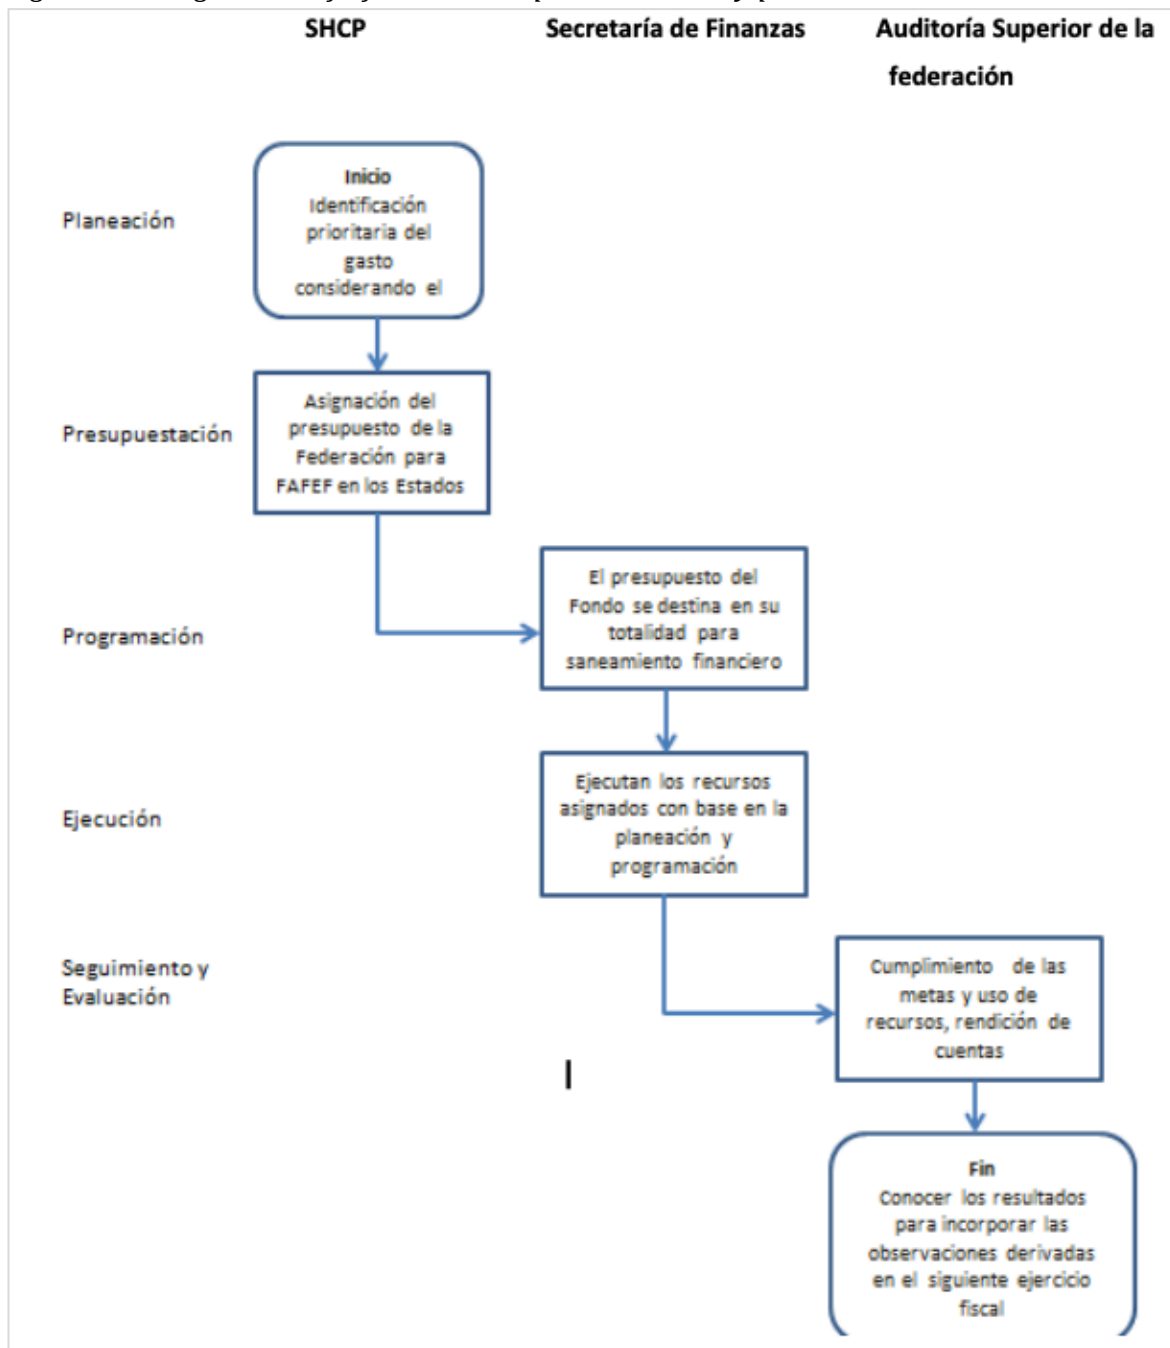 SHCP
Secretaría de Finanzas
Auditoría Superior de la
federación
Planeación
Inicio
Identificación
prioritaria del
gasto
considerando el
Presupuestación
Asignación del
presupuesto de la
Federación para
FAFEF en los Estados
Programación
El presupuesto del
Fondo se destina en su
totalidad para
saneamiento financiero
Ejecución
Ejecutan los recursos
asignados con base en la
planeación y
programación
Seguimiento y
Evaluación
Cumplimiento de las
metas y uso de
recursos, rendición de
cuentas
Fin
Conocer los resultados
para incorporar las
observaciones derivadas
en el siguiente ejercicio
fiscal